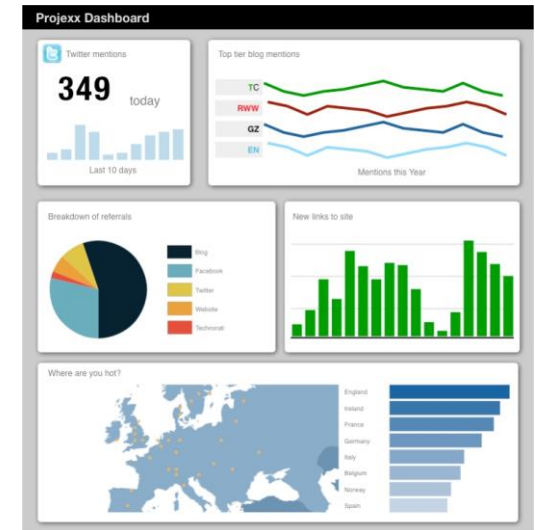 Projexx Dashboard
Twitter mentions
349 today
Last 10 days
Top tier blog mentions
TC
RWW
GZ
EN
Mentions this Year
Breakdown of referrals
Blog
Facebook
Twitter
Website
Technorati
New links to site
Where are you hot?
England
Ireland
France
Germany
Italy
Belgium
Norway
Spain